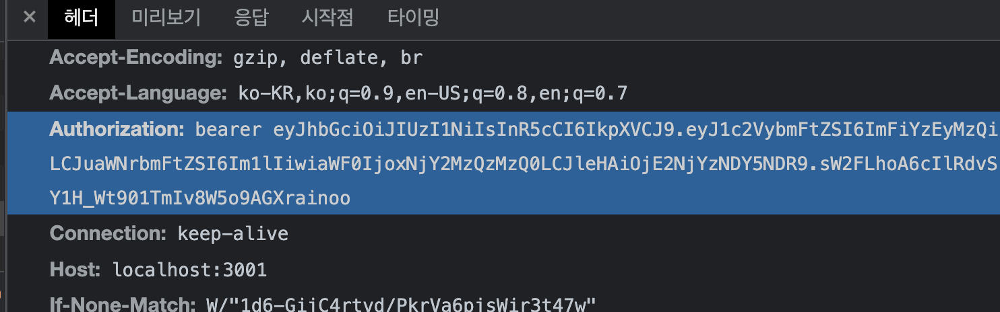 × 헤더 미리보기 응답 시작점 타이밍
Accept-Encoding: gzip, deflate, br
Accept-Language: ko-KR,ko;q=0.9,en-US;q=0.8,en;q=0.7
Authorization: bearer eyJhbGciOiJIUzI1NiIsInR5cCI6IkpXVCJ9.eyJ1c2VybmFtZSI6ImFiYzEyMzQi
LCJuaWNrbmFtZSI6Im1lIiwiaWF0IjoxNjY2MzQzMzQ0LCJleHAiOjE2NjYzNDY5NDR9.sW2FLhoA6cIlRdvS
Y1H_Wt901TmIv8W5o9AGXrainoo
Connection: keep-alive
Host: localhost:3001
If-None-Match: W/"1d6-GijC4rtyd/PkrVa6pjsWir3t47w"